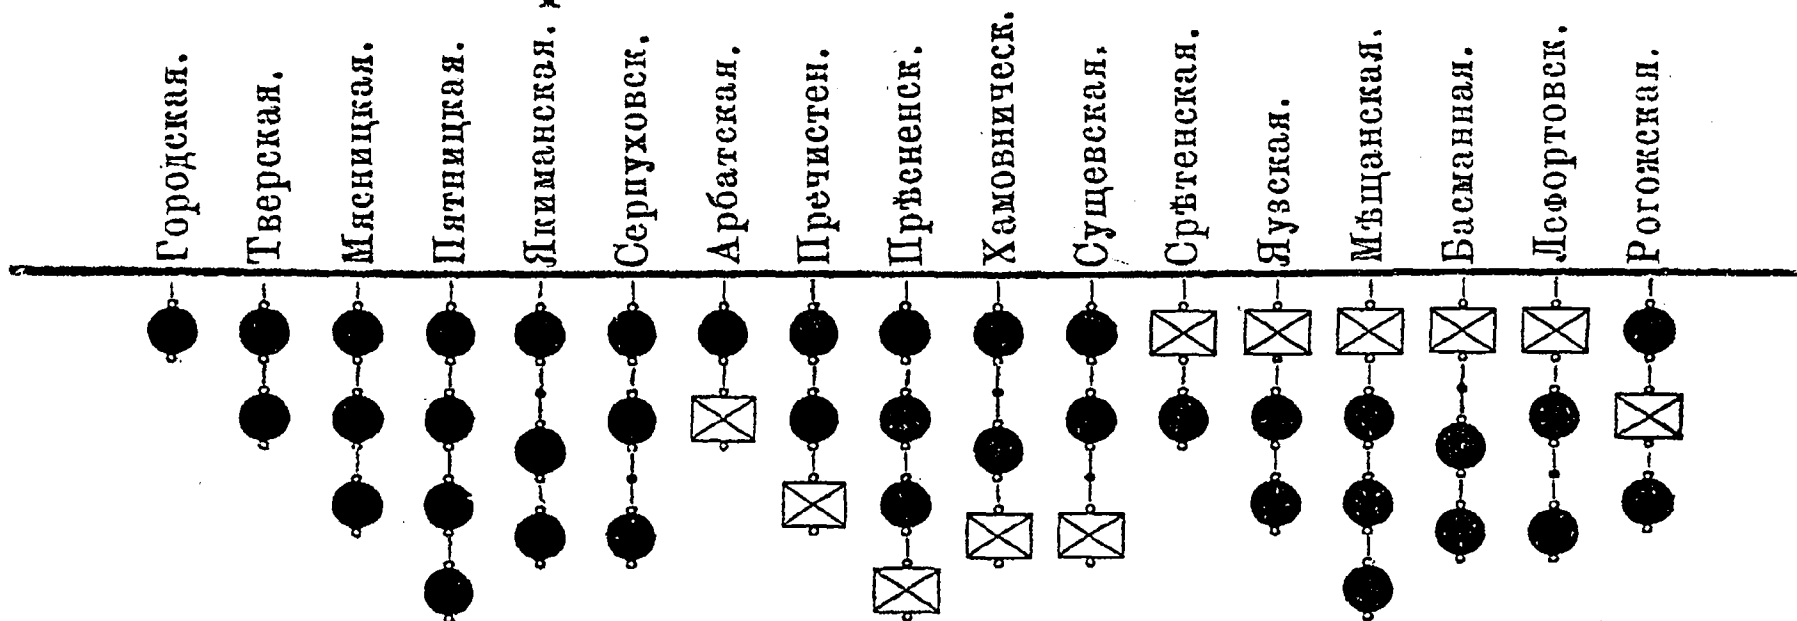 Городская.
Тверская.
Мясницкая.
Пятницкая.
Якиманская.
Серпуховск.
Арбатская.
Пречистен.
Прѣсненск.
Хамовническ.
Сущевская.
Срѣтенская.
Яузская.
Мѣщанская.
Басманная.
Лефортовск.
Рогожская.